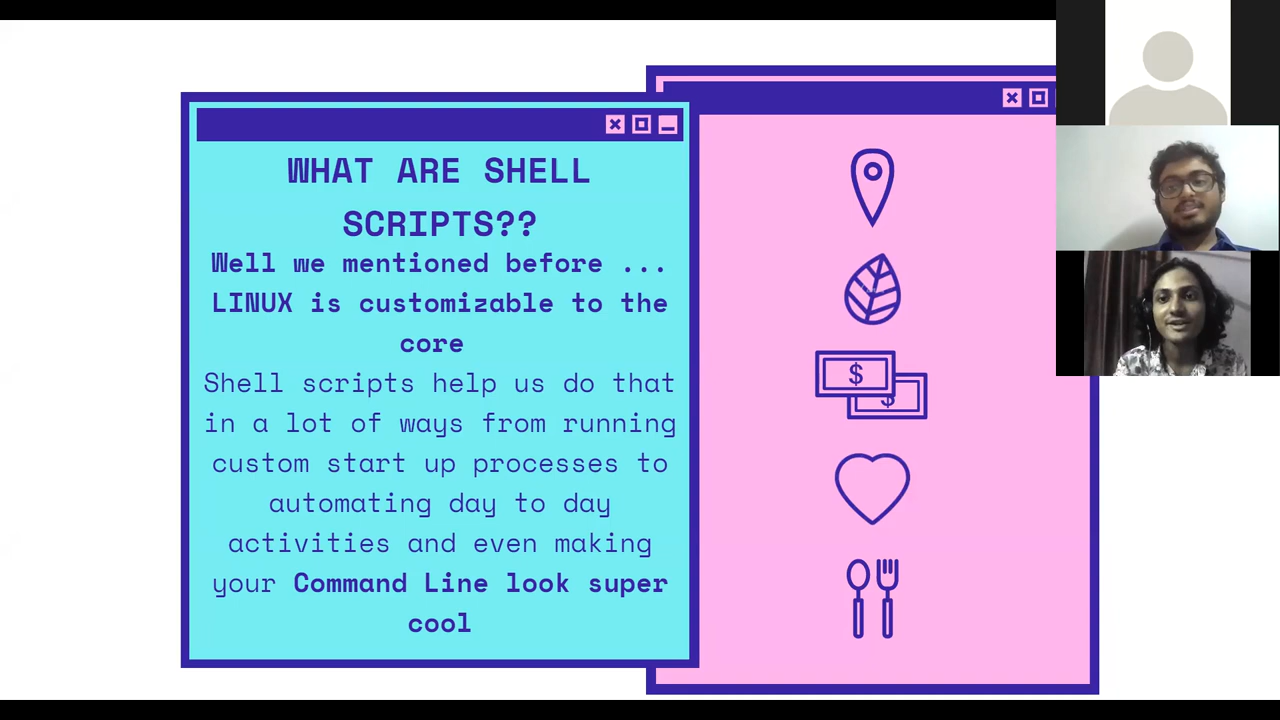 WHAT ARE SHELL
SCRIPTS??
Well we mentioned before ...
LINUX is customizable to the
core
Shell scripts help us do that
in a lot of ways from running
custom start up processes to
automating day to day
activities and even making
your Command Line look super
cool
$
$